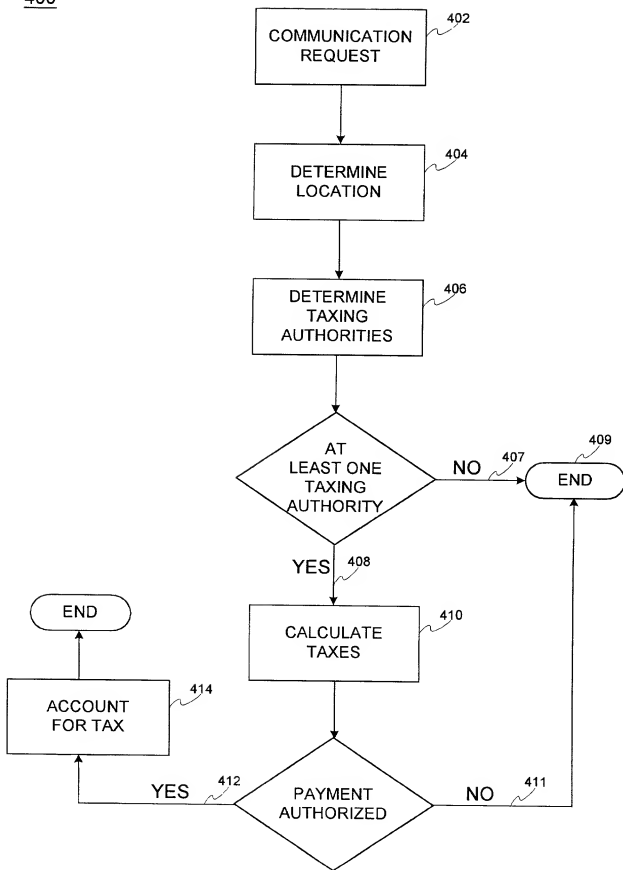 402
COMMUNICATION
REQUEST
404
DETERMINE
LOCATION
406
DETERMINE
TAXING
AUTHORITIES
409
AT
LEAST ONE
TAXING
AUTHORITY
NO
407
END
YES
408
END
410
CALCULATE
TAXES
414
ACCOUNT
FOR TAX
YES
412
PAYMENT
AUTHORIZED
NO
411